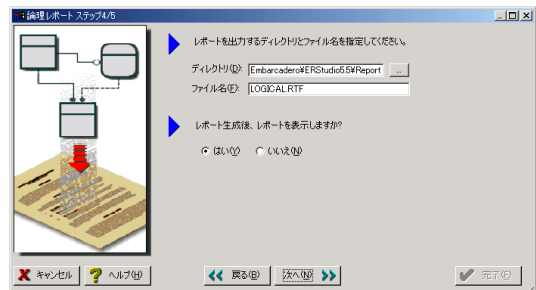 論理レポート ステップ4/5
レポートを出力するディレクトリとファイル名を指定してください。
ディレクトリ(D): Embarcadero¥ERStudio5.5¥Report ...
ファイル名(F): LOGICAL.RTF
レポート生成後、レポートを表示しますか?
はい(Y) いいえ(N)
キャンセル ヘルプ(H) 戻る(B) 次へ(N) 完了(F)